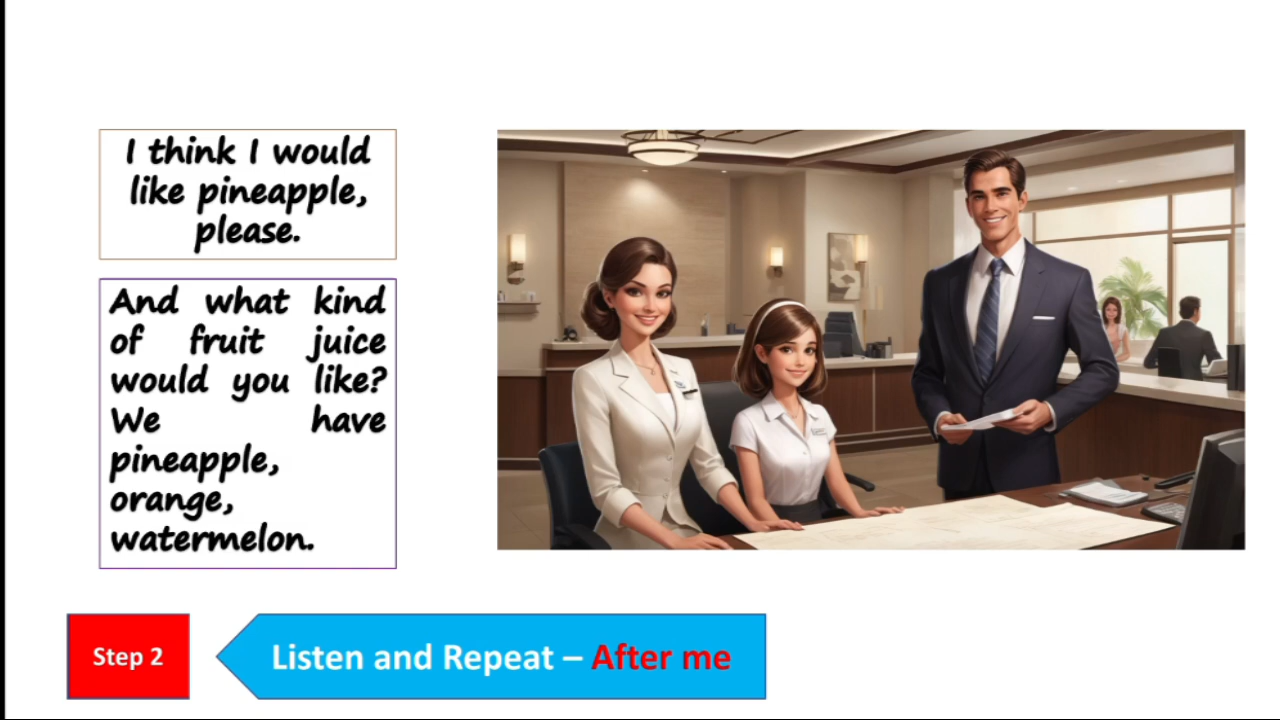 I think I would
like pineapple,
please.
And what kind
of fruit juice
would you like?
We have
pineapple,
orange,
watermelon.
Step 2
Listen and Repeat – After me